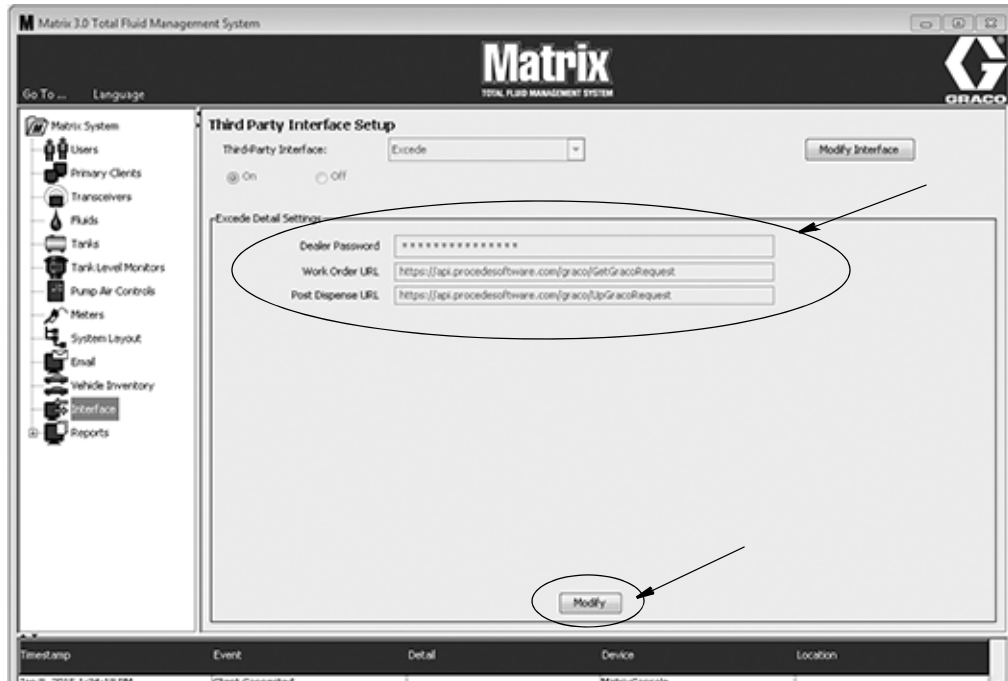 M Matrix 3.0 Total Fluid Management System
Matrix
TOTAL FLUID MANAGEMENT SYSTEM
GRACO
Go To ... Language
Matrix System
Users
Primary Clients
Transceivers
Fluids
Tanks
Tank Level Monitors
Pump Air Controls
Meters
System Layout
Email
Vehicle Inventory
Interface
Reports
Third Party Interface Setup
Third-Party Interface: Excede Modify Interface
On Off
Excede Detail Settings
Dealer Password ***************
Work Order URL https://api.procedesoftware.com/graco/GetGracoRequest
Post Dispense URL https://api.procedesoftware.com/graco/UpGracoRequest
Modify
Timestamp Event Detail Device Location
Client Connected